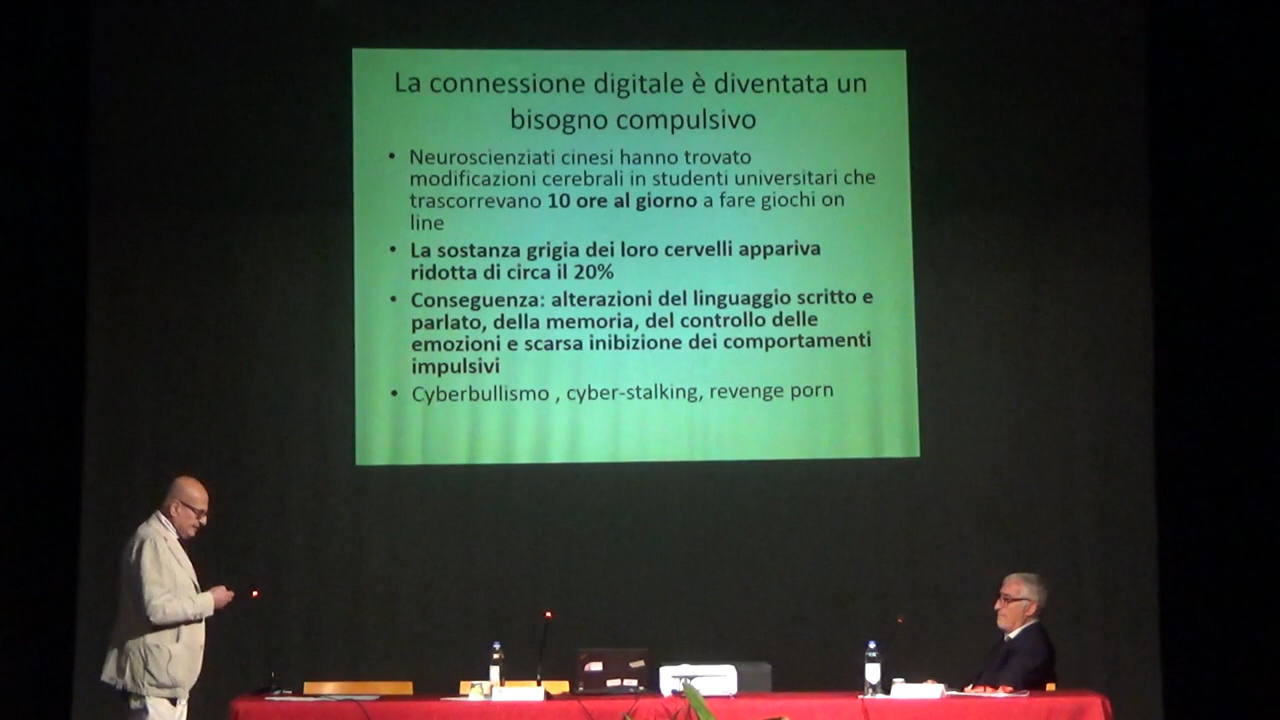 La connessione digitale è diventata un
bisogno compulsivo
• Neuroscienziati cinesi hanno trovato
modificazioni cerebrali in studenti universitari che
trascorrevano 10 ore al giorno a fare giochi on
line
• La sostanza grigia dei loro cervelli appariva
ridotta di circa il 20%
• Conseguenza: alterazioni del linguaggio scritto e
parlato, della memoria, del controllo delle
emozioni e scarsa inibizione dei comportamenti
impulsivi
• Cyberbullismo , cyber-stalking, revenge porn